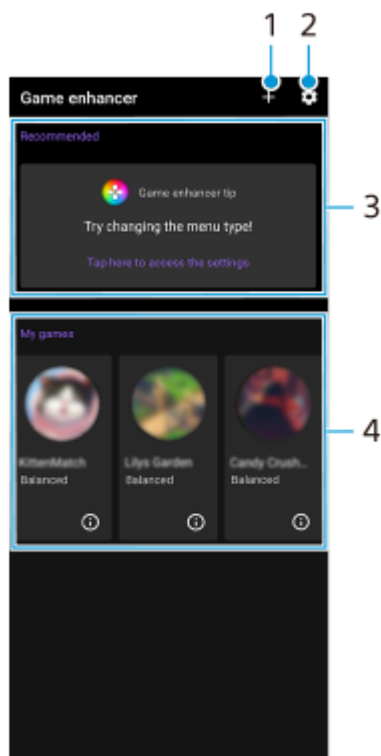 1 2
Game enhancer
Recommended
Game enhancer tip
Try changing the menu type!
Tap here to access the settings
3
My games
4
KittenMatch Lilys Garden Candy Crush...
Balanced Balanced Balanced